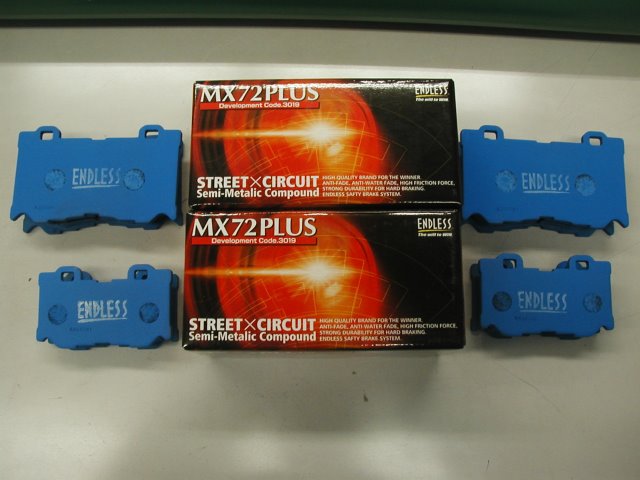 MX72PLUS
Development Code.3019
ENDLESS
The will to WIN.
STREET×CIRCUIT
Semi-Metalic Compound
HIGH QUALITY BRAND FOR THE WINNER.
ANTI-FADE, ANTI-WATER FADE, HIGH FRICTION FORCE,
STRONG DURABILITY FOR HARD BRAKING.
ENDLESS SAFTY BRAKE SYSTEM.
MX72PLUS
Development Code.3019
ENDLESS
The will to WIN.
STREET×CIRCUIT
Semi-Metalic Compound
HIGH QUALITY BRAND FOR THE WINNER.
ANTI-FADE, ANTI-WATER FADE, HIGH FRICTION FORCE,
STRONG DURABILITY FOR HARD BRAKING.
ENDLESS SAFTY BRAKE SYSTEM.
ENDLESS
ENDLESS
ENDLESS
ENDLESS